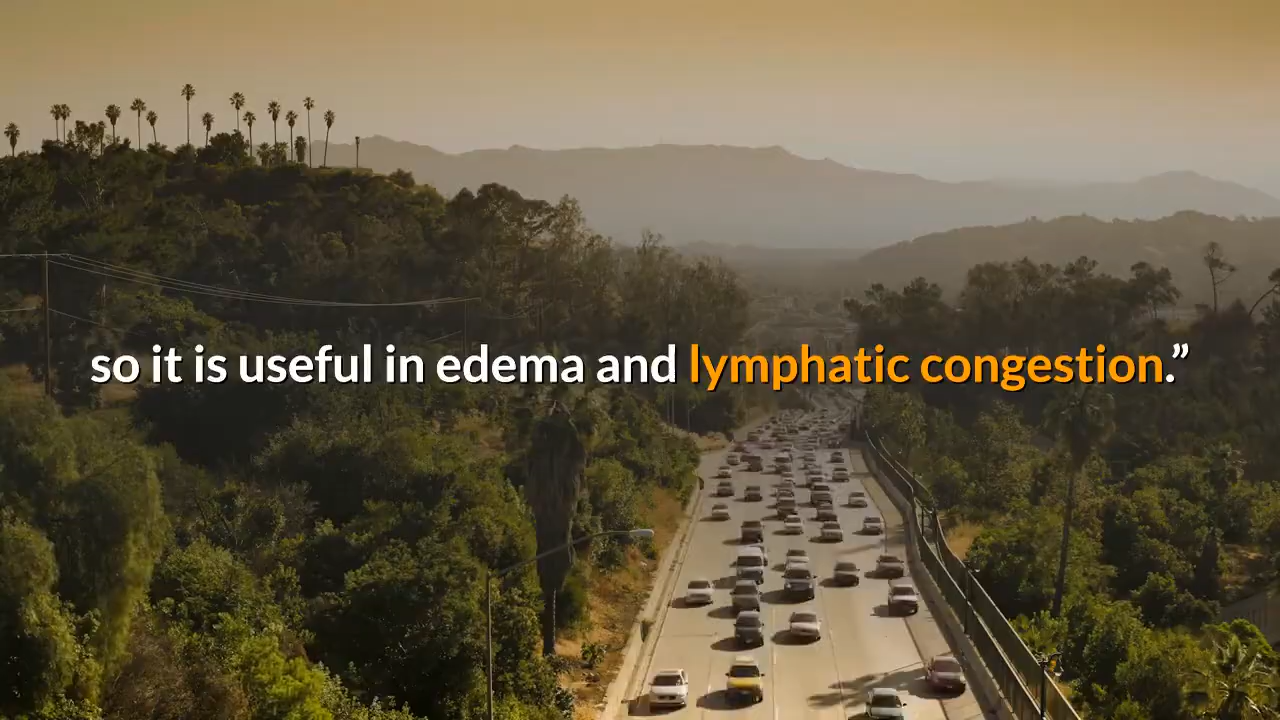 so it is useful in edema and lymphatic congestion.”